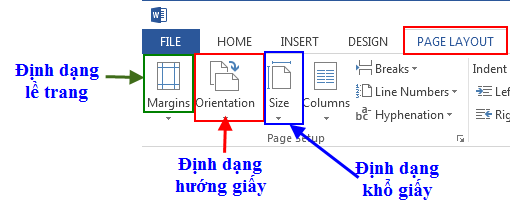 FILE HOME INSERT DESIGN PAGE LAYOUT
Định dạng
lề trang
Margins Orientation Size Columns
Breaks
Line Numbers
Hyphenation
Indent
Left
Page Setup
Định dạng
hướng giấy
Định dạng
khổ giấy